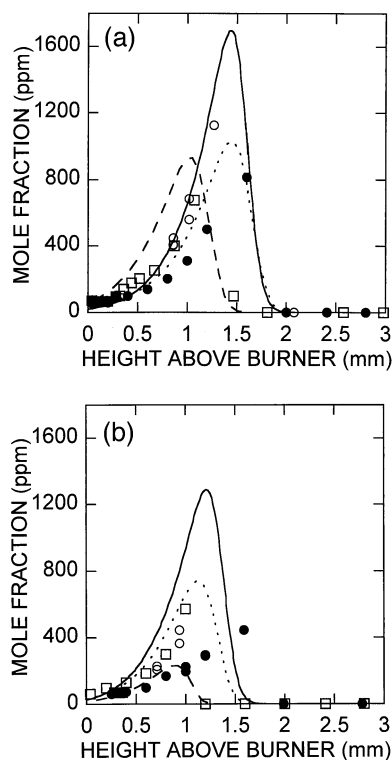 (a)
1600
1200
800
400
0
MOLE FRACTION (ppm)
0 0.5 1 1.5 2 2.5 3
HEIGHT ABOVE BURNER (mm)
(b)
1600
1200
800
400
0
MOLE FRACTION (ppm)
0 0.5 1 1.5 2 2.5 3
HEIGHT ABOVE BURNER (mm)